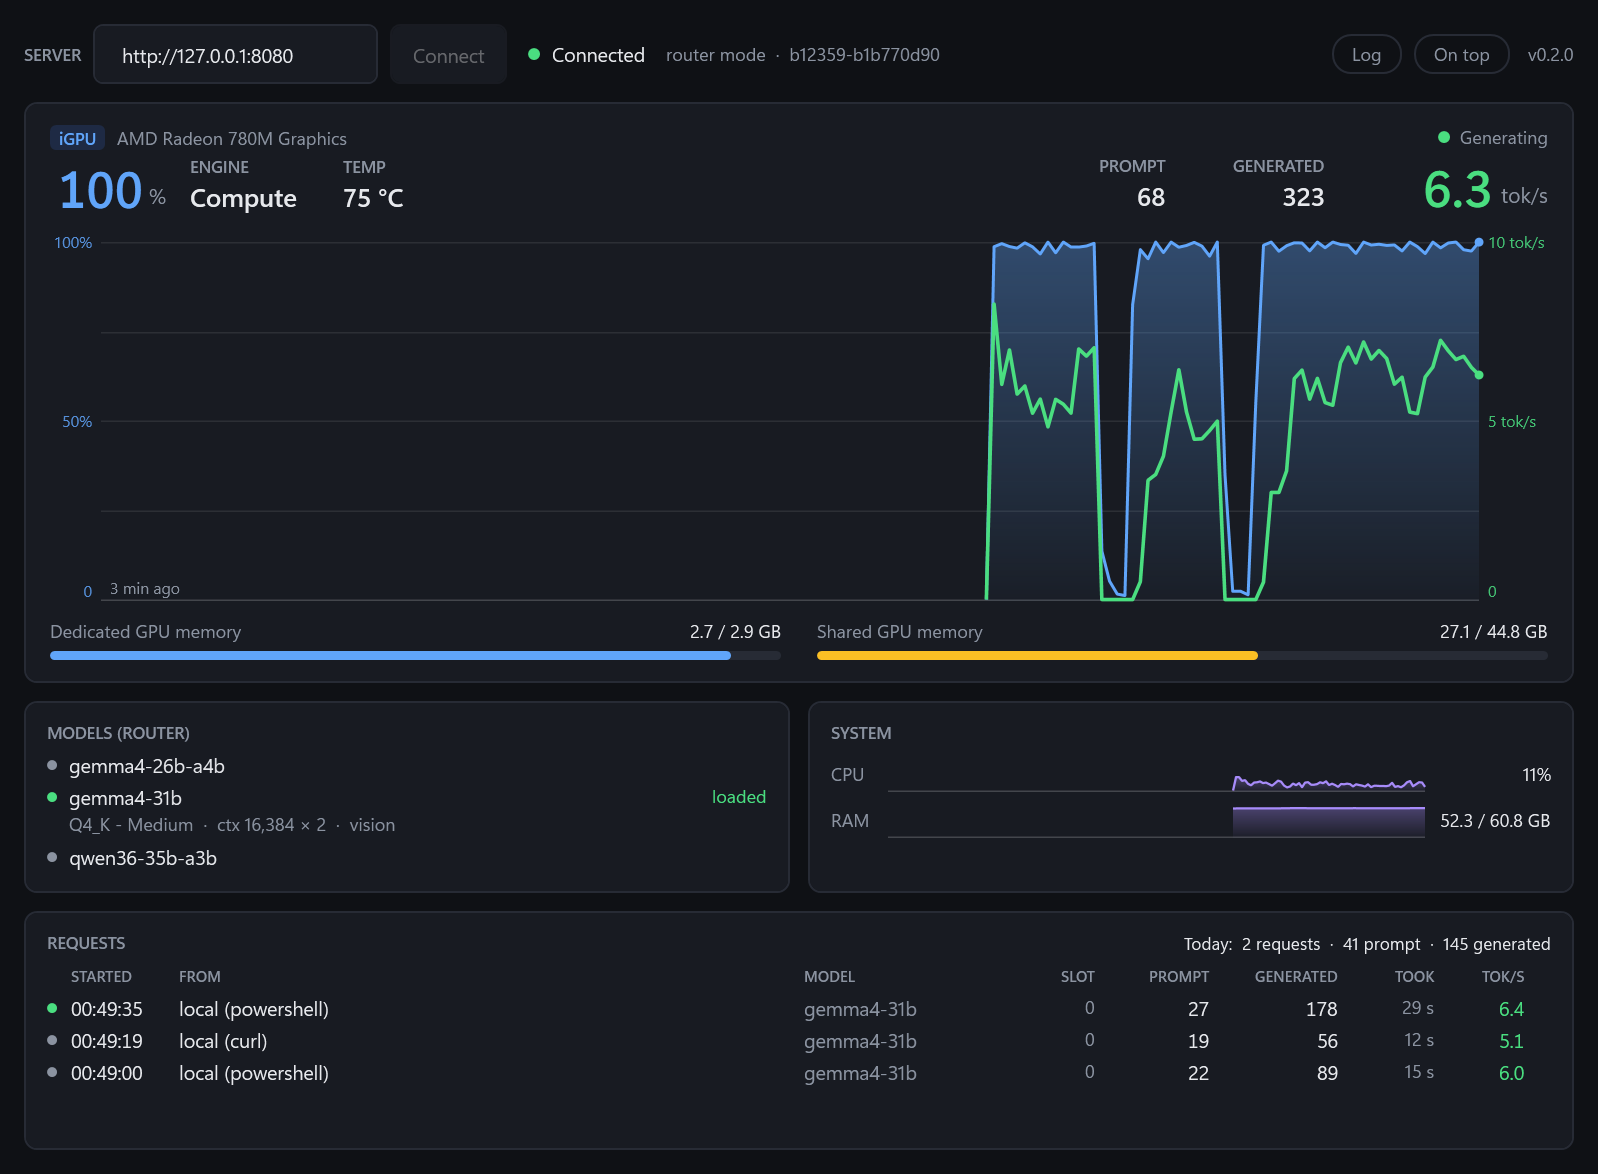 SERVER http://127.0.0.1:8080 Connect Connected router mode · b12359-b1b770d90 Log On top v0.2.0
iGPU AMD Radeon 780M Graphics Generating
ENGINE TEMP PROMPT GENERATED
100 % Compute 75 °C 68 323 6.3 tok/s
100% 10 tok/s
50% 5 tok/s
0 3 min ago 0
Dedicated GPU memory 2.7 / 2.9 GB Shared GPU memory 27.1 / 44.8 GB
MODELS (ROUTER)
gemma4-26b-a4b
gemma4-31b loaded
Q4_K - Medium · ctx 16,384 × 2 · vision
qwen36-35b-a3b
SYSTEM
CPU 11%
RAM 52.3 / 60.8 GB
REQUESTS Today: 2 requests · 41 prompt · 145 generated
STARTED FROM MODEL SLOT PROMPT GENERATED TOOK TOK/S
00:49:35 local (powershell) gemma4-31b 0 27 178 29 s 6.4
00:49:19 local (curl) gemma4-31b 0 19 56 12 s 5.1
00:49:00 local (powershell) gemma4-31b 0 22 89 15 s 6.0